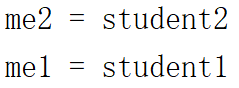 me2 = student2
me1 = student1